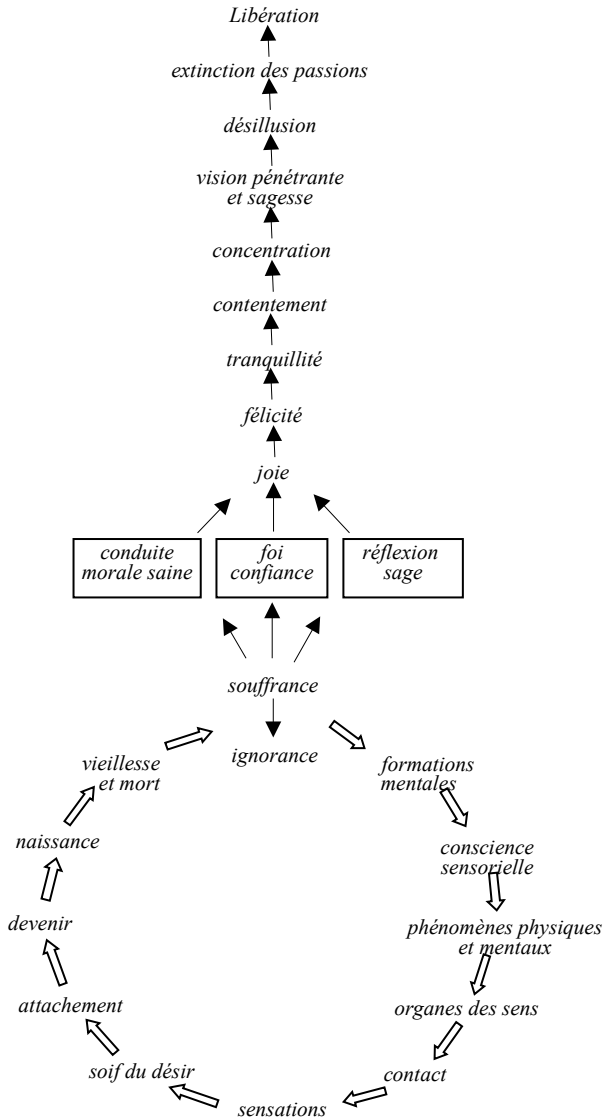 Libération
extinction des passions
désillusion
vision pénétrante
et sagesse
concentration
contentement
tranquillité
félicité
joie
conduite
morale saine
foi
confiance
réflexion
sage
souffrance
ignorance
formations
mentales
conscience
sensorielle
phénomènes physiques
et mentaux
organes des sens
contact
sensations
soif du désir
attachement
devenir
naissance
vieillesse
et mort